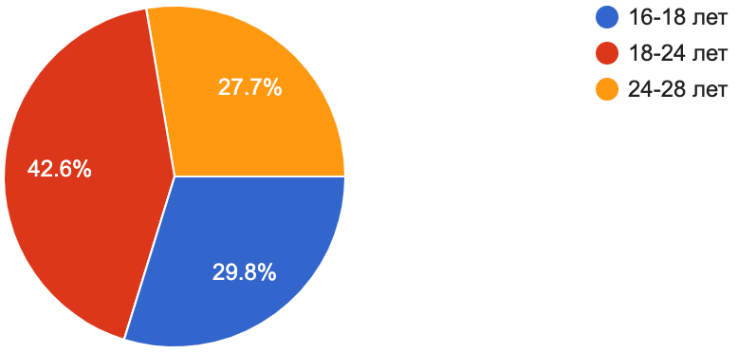 16-18 лет
18-24 лет
24-28 лет
27.7%
42.6%
29.8%